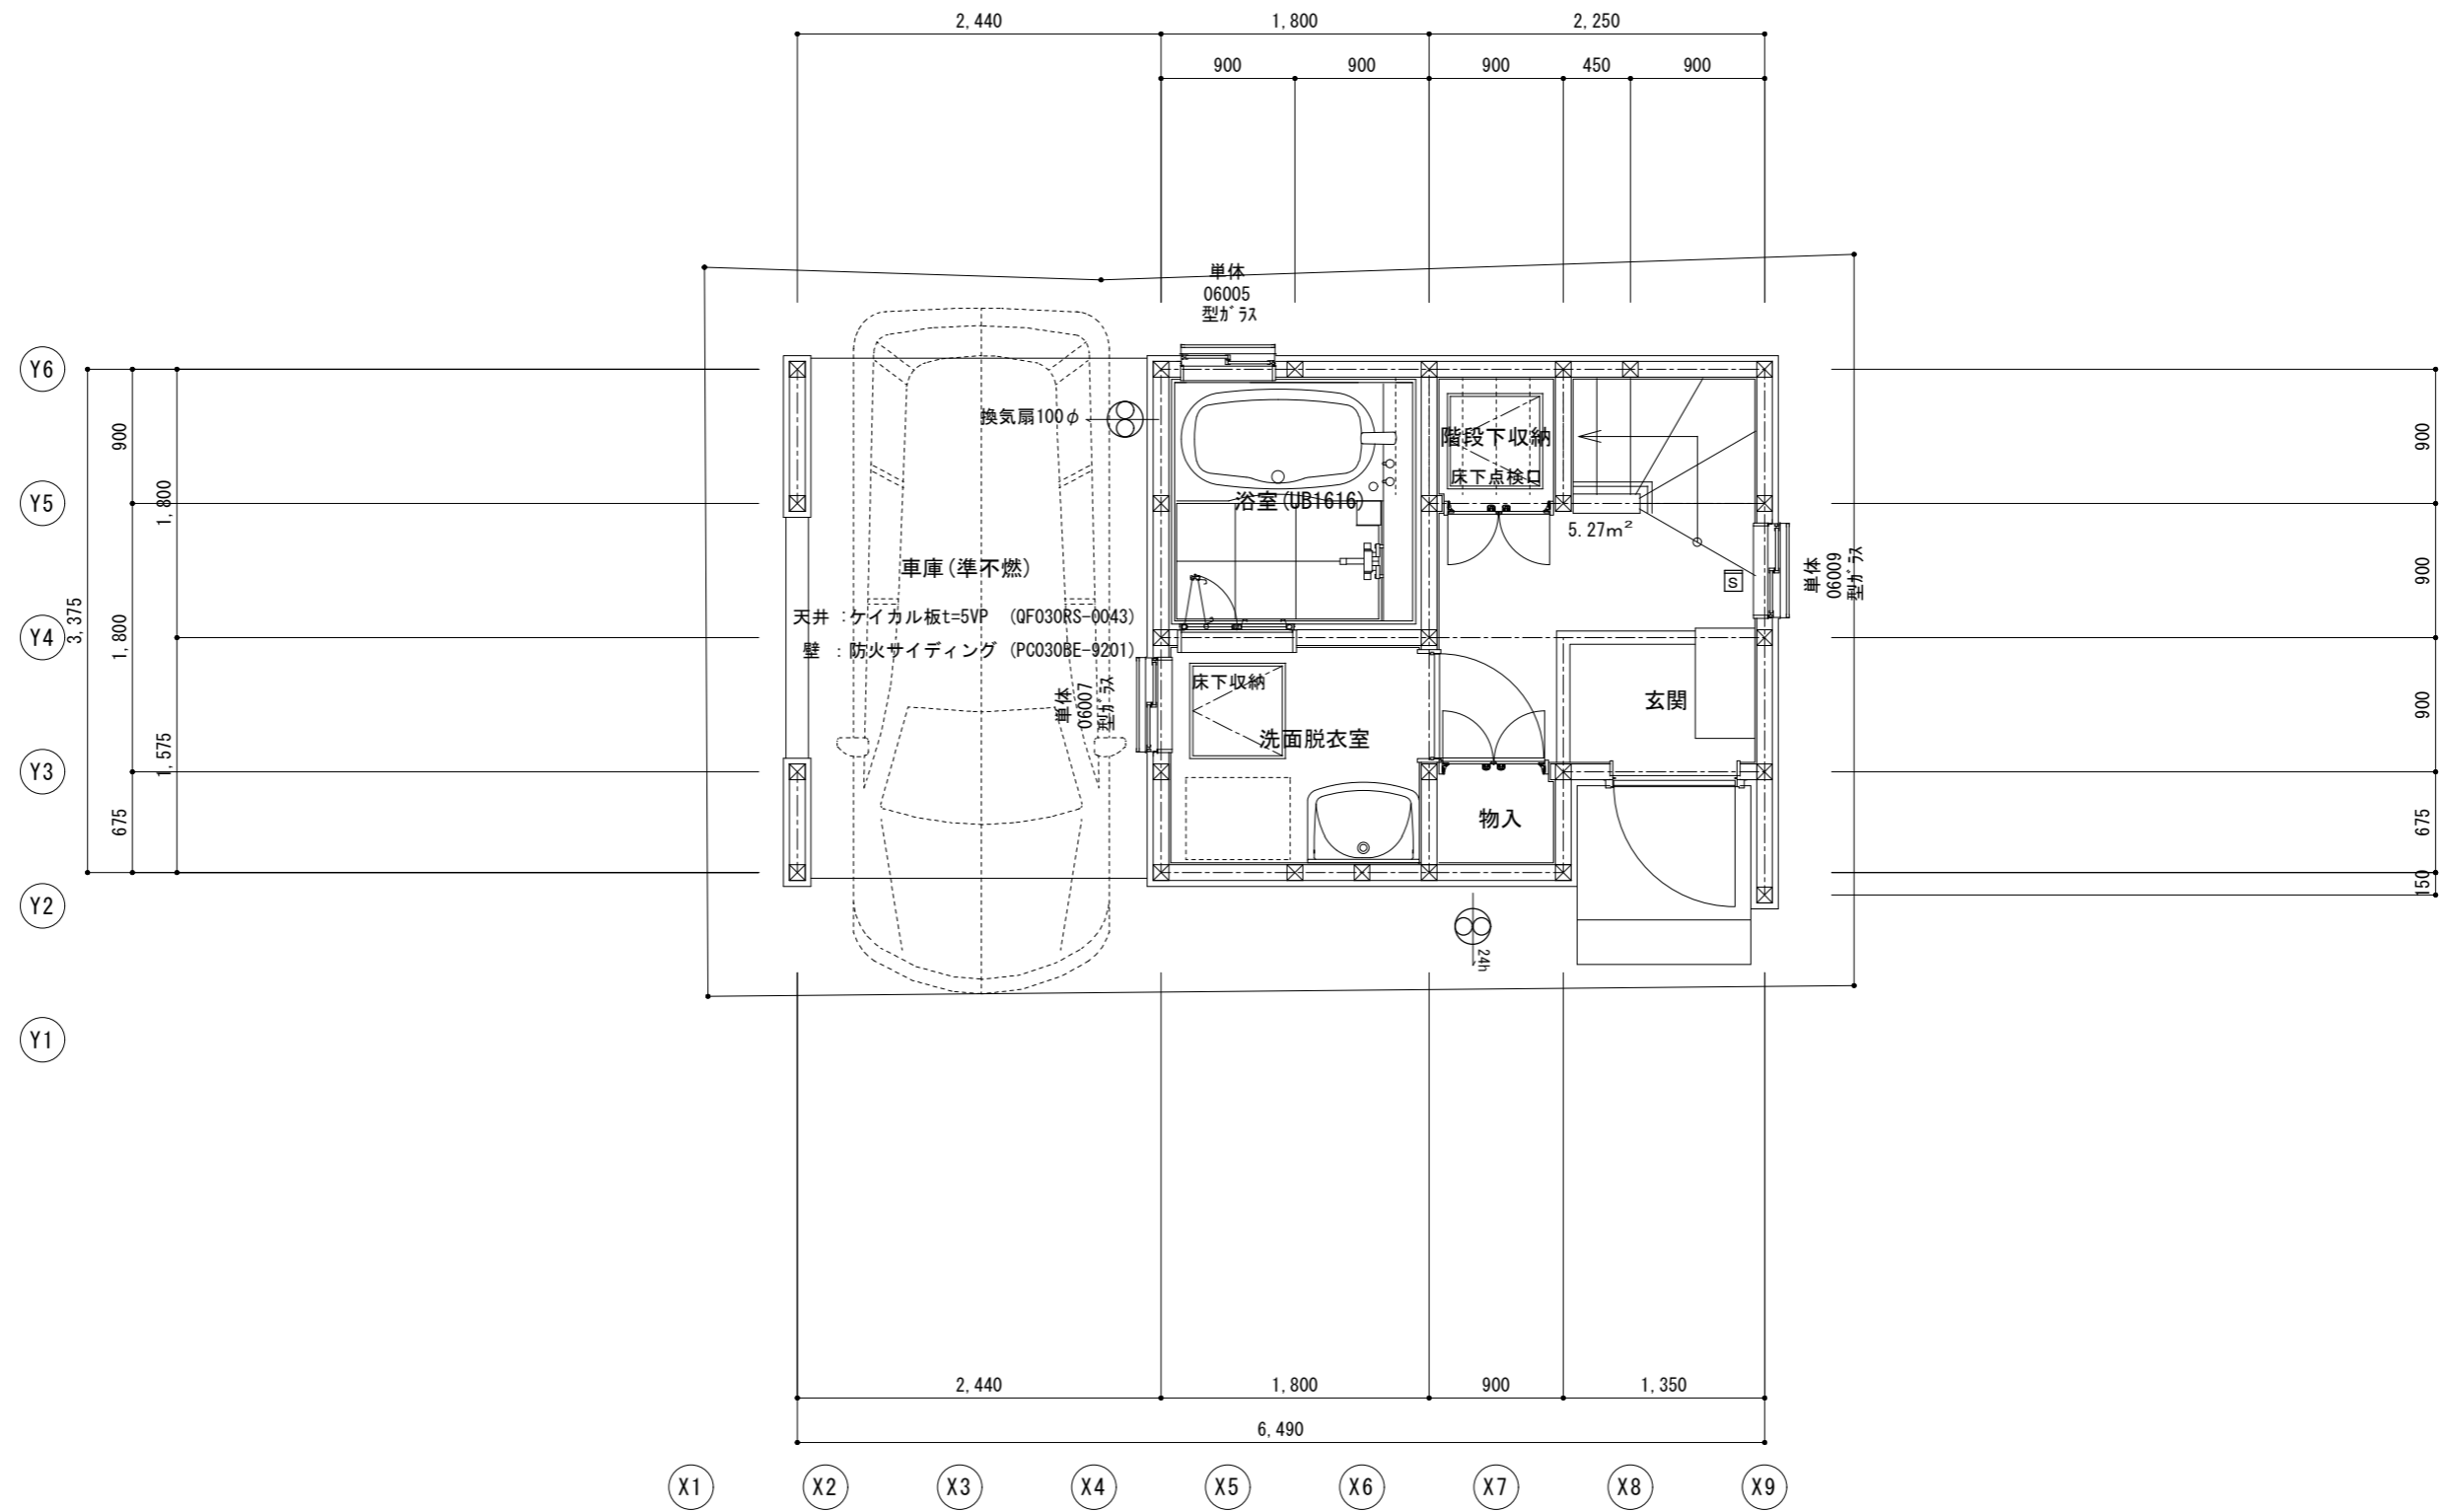 2,440
1,800
2,250
900
900
900
450
900
単体
06005
型ガラス
Y6
換気扇100φ
900
階段下収納
900
床下点検口
Y5
1,800
浴室(UB1616)
5.27m²
車庫(準不燃)
900
単体
06009
型ガラス
S
3,375
1,800
天井:ケイカル板t=5VP (QF030RS-0043)
Y4
壁:防火サイディング (PC030BE-9201)
単体
06007
型ガラス
床下収納
玄関
900
1,575
洗面脱衣室
Y3
675
物入
675
150
Y2
24h
Y1
2,440
1,800
900
1,350
6,490
X1
X2
X3
X4
X5
X6
X7
X8
X9